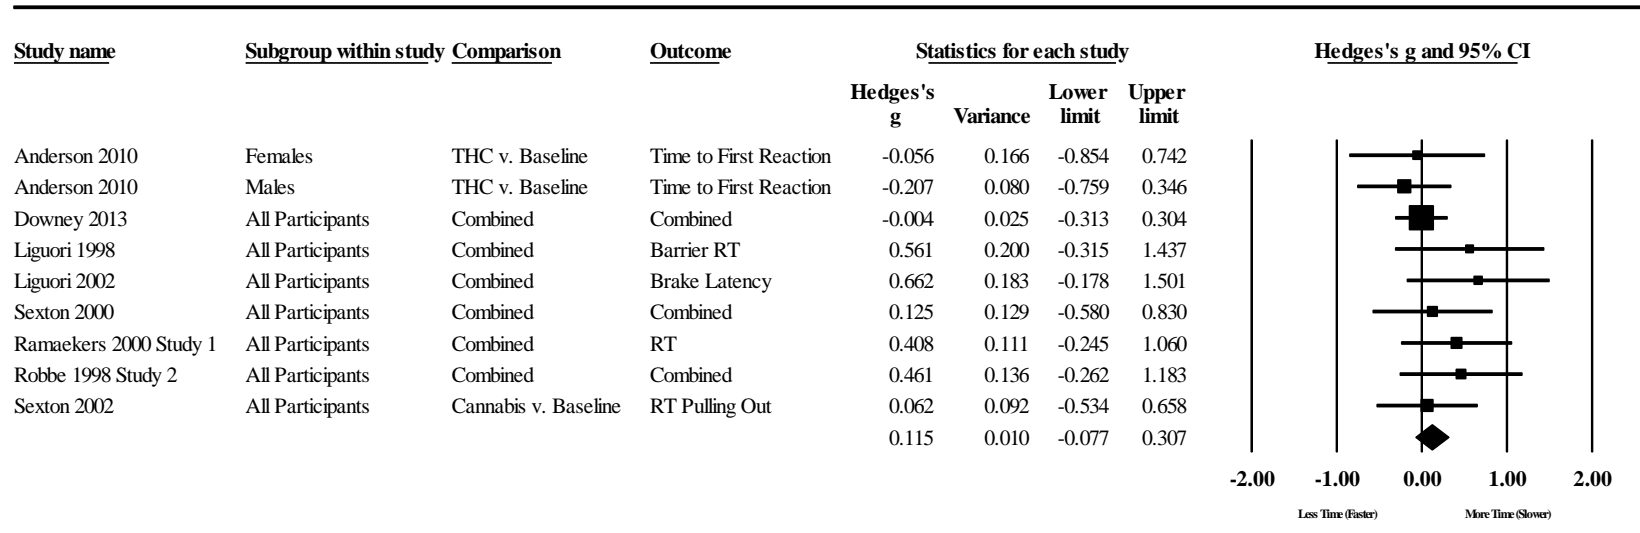 Study name Subgroup within study Comparison Outcome Statistics for each study Hedges's g and 95% CI
Hedges's g Variance Lower limit Upper limit
Anderson 2010 Females THC v. Baseline Time to First Reaction -0.056 0.166 -0.854 0.742
Anderson 2010 Males THC v. Baseline Time to First Reaction -0.207 0.080 -0.759 0.346
Downey 2013 All Participants Combined Combined -0.004 0.025 -0.313 0.304
Liguori 1998 All Participants Combined Barrier RT 0.561 0.200 -0.315 1.437
Liguori 2002 All Participants Combined Brake Latency 0.662 0.183 -0.178 1.501
Sexton 2000 All Participants Combined Combined 0.125 0.129 -0.580 0.830
Ramaekers 2000 Study 1 All Participants Combined RT 0.408 0.111 -0.245 1.060
Robbe 1998 Study 2 All Participants Combined Combined 0.461 0.136 -0.262 1.183
Sexton 2002 All Participants Cannabis v. Baseline RT Pulling Out 0.062 0.092 -0.534 0.658
0.115 0.010 -0.077 0.307
-2.00 -1.00 0.00 1.00 2.00
Less Time (Faster) More Time (Slower)